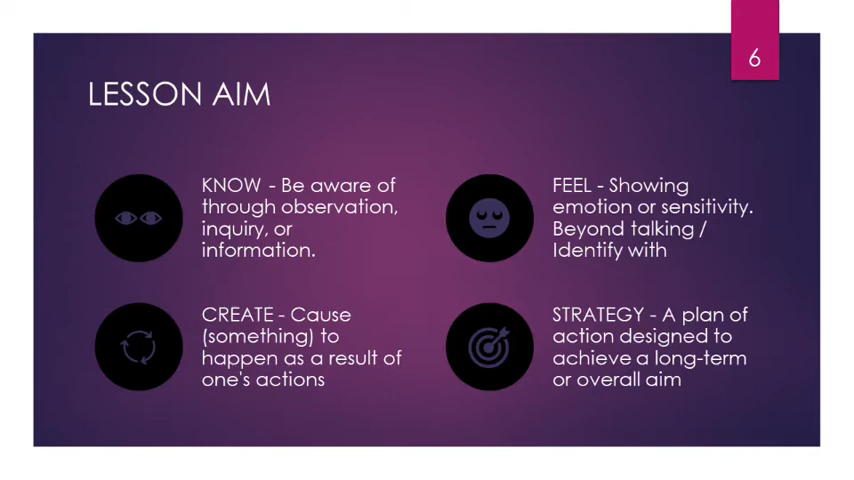 6
LESSON AIM
KNOW - Be aware of
through observation,
inquiry, or
information.
FEEL - Showing
emotion or sensitivity.
Beyond talking /
Identify with
CREATE - Cause
(something) to
happen as a result of
one's actions
STRATEGY - A plan of
action designed to
achieve a long-term
or overall aim